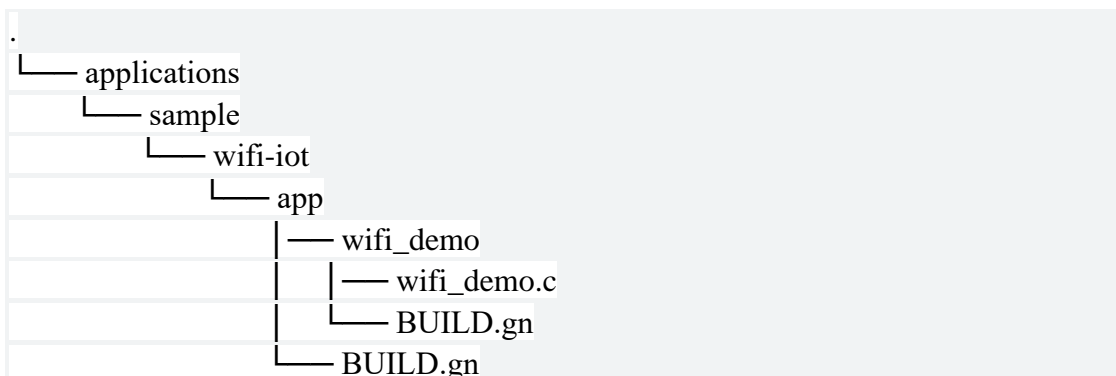 .
└── applications
└── sample
└── wifi-iot
└── app
│── wifi_demo
│ │── wifi_demo.c
│ └── BUILD.gn
└── BUILD.gn